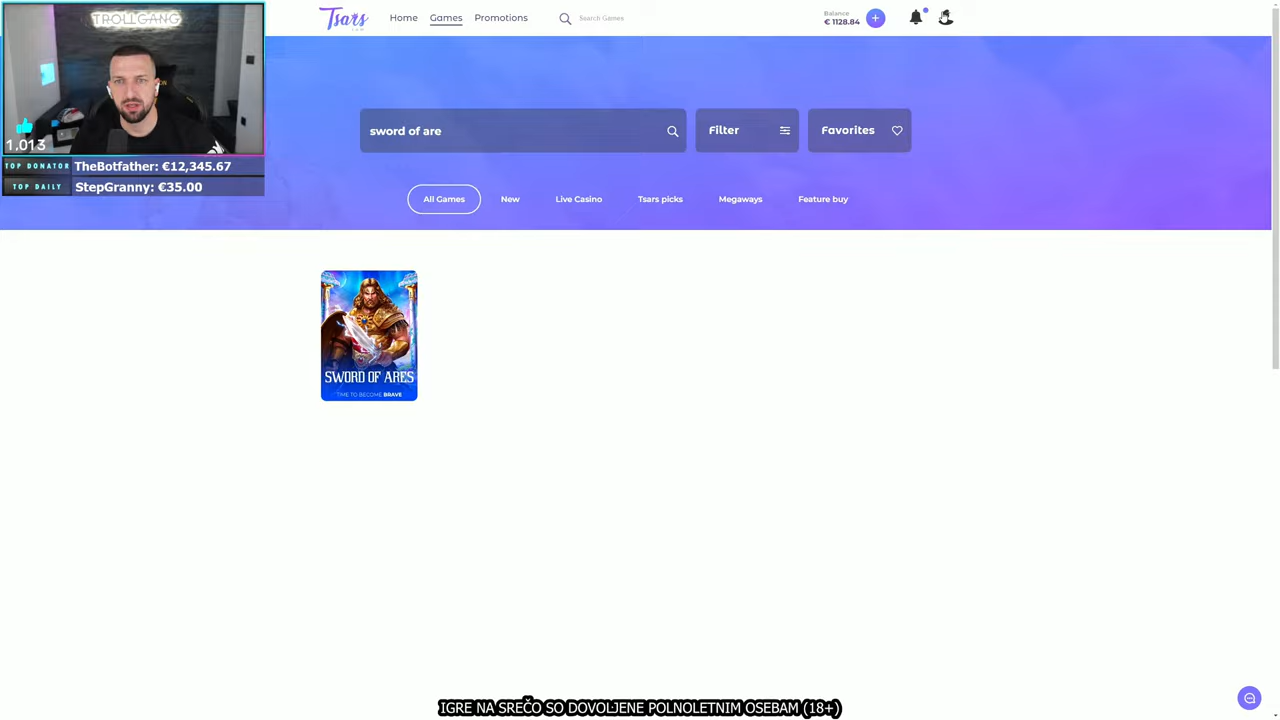 TROLLGANG
1,013
TOP DONATOR TheBotfather: €12,345.67
TOP DAILY StepGranny: €35.00
Tsars
Home Games Promotions Search Games
Balance
€ 1128.84
sword of are Filter Favorites
All Games New Live Casino Tsars picks Megaways Feature buy
SWORD OF ARES
TIME TO BECOME BRAVE
IGRE NA SREČO SO DOVOLJENE POLNOLETNIM OSEBAM (18+)